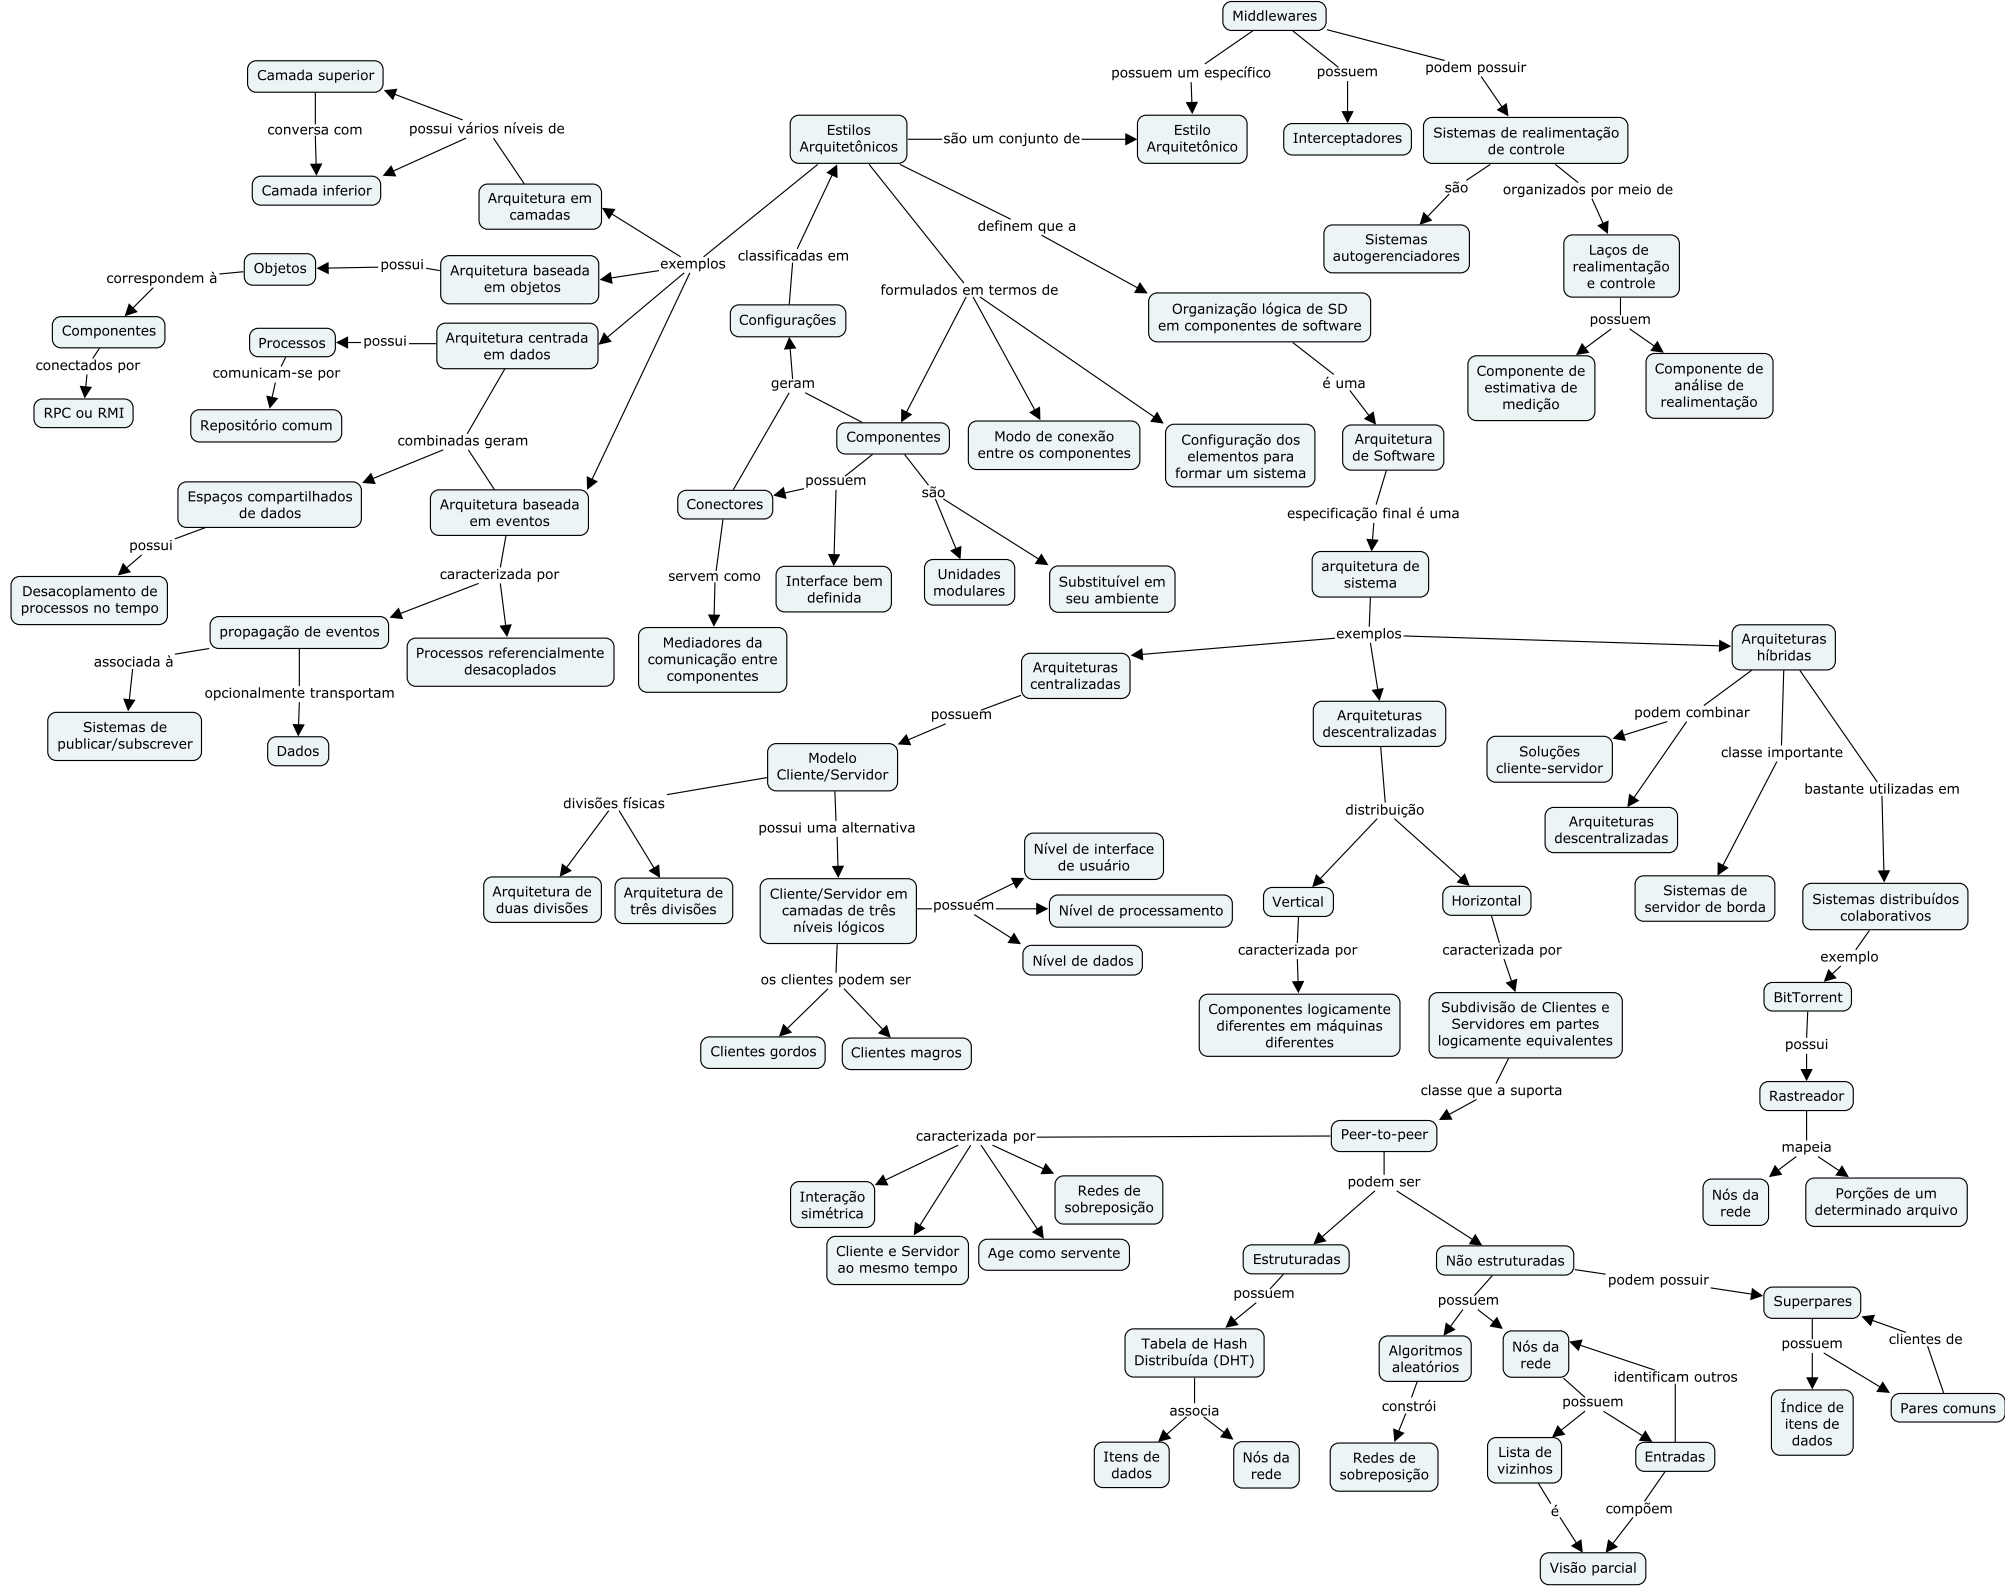 Middlewares
possuem um específico
possuem
podem possuir
Camada superior
conversa com
possui vários níveis de
Camada inferior
Arquitetura em
camadas
Estilos
Arquitetônicos
são um conjunto de
Estilo
Arquitetônico
Interceptadores
Sistemas de realimentação
de controle
são
organizados por meio de
Sistemas
autogerenciadores
Laços de
realimentação
e controle
possuem
Componente de
estimativa de
medição
Componente de
análise de
realimentação
exemplos
classificadas em
definem que a
formulados em termos de
Objetos
possui
Arquitetura baseada
em objetos
correspondem à
Componentes
conectados por
RPC ou RMI
Processos
possui
Arquitetura centrada
em dados
comunicam-se por
Repositório comum
combinadas geram
Espaços compartilhados
de dados
possui
Desacoplamento de
processos no tempo
Arquitetura baseada
em eventos
caracterizada por
propagação de eventos
Processos referencialmente
desacoplados
associada à
opcionalmente transportam
Sistemas de
publicar/subscrever
Dados
Configurações
geram
Componentes
Modo de conexão
entre os componentes
Configuração dos
elementos para
formar um sistema
possuem
são
Conectores
servem como
Interface bem
definida
Unidades
modulares
Substituível em
seu ambiente
Mediadores da
comunicação entre
componentes
Organização lógica de SD
em componentes de software
é uma
Arquitetura
de Software
especificação final é uma
arquitetura de
sistema
exemplos
Arquiteturas
centralizadas
Arquiteturas
descentralizadas
Arquiteturas
híbridas
possuem
Modelo
Cliente/Servidor
divisões físicas
Arquitetura de
duas divisões
Arquitetura de
três divisões
possui uma alternativa
Cliente/Servidor em
camadas de três
níveis lógicos
possuem
Nível de interface
de usuário
Nível de processamento
Nível de dados
os clientes podem ser
Clientes gordos
Clientes magros
distribuição
Vertical
Horizontal
caracterizada por
caracterizada por
Componentes logicamente
diferentes em máquinas
diferentes
Subdivisão de Clientes e
Servidores em partes
logicamente equivalentes
podem combinar
classe importante
bastante utilizadas em
Soluções
cliente-servidor
Arquiteturas
descentralizadas
Sistemas de
servidor de borda
Sistemas distribuídos
colaborativos
exemplo
BitTorrent
possui
Rastreador
mapeia
Nós da
rede
Porções de um
determinado arquivo
classe que a suporta
Peer-to-peer
caracterizada por
Interação
simétrica
Cliente e Servidor
ao mesmo tempo
Age como servente
Redes de
sobreposição
podem ser
Estruturadas
Não estruturadas
possuem
Tabela de Hash
Distribuída (DHT)
associa
Itens de
dados
Nós da
rede
possuem
podem possuir
Algoritmos
aleatórios
constrói
Redes de
sobreposição
Nós da
rede
identificam outros
possuem
Lista de
vizinhos
Entradas
é
compõem
Visão parcial
Superpares
possuem
clientes de
Índice de
itens de
dados
Pares comuns